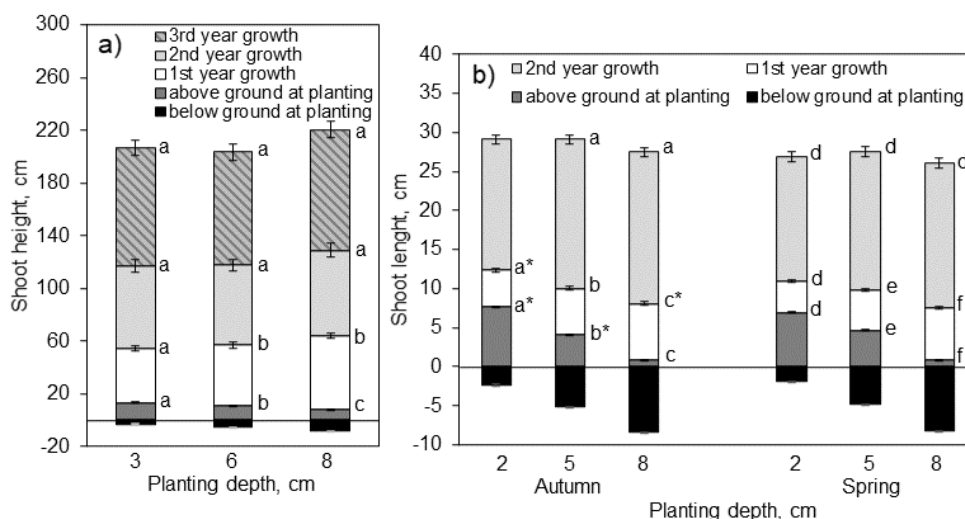 a)
300
260
220
180
140
100
60
20
-20
Shoot height, cm
3rd year growth
2nd year growth
1st year growth
above ground at planting
below ground at planting
a a a
a a a
a b b
a b c
3 6 8
Planting depth, cm
b)
40
35
30
25
20
15
10
5
0
-5
-10
Shoot lenght, cm
2nd year growth 1st year growth
above ground at planting below ground at planting
a a d d
a* b c* d e f
a* b* c d e f
2 5 8 2 5 8
Autumn Spring
Planting depth, cm